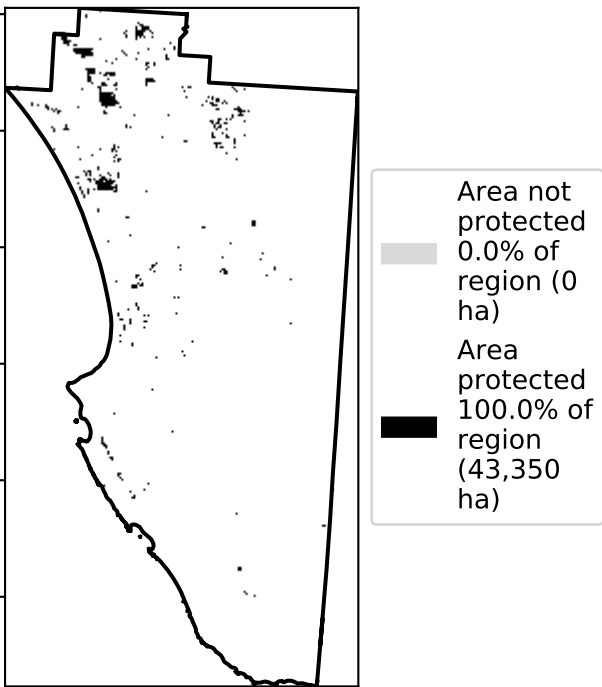 Area not
protected
0.0% of
region (0
ha)
Area
protected
100.0% of
region
(43,350
ha)